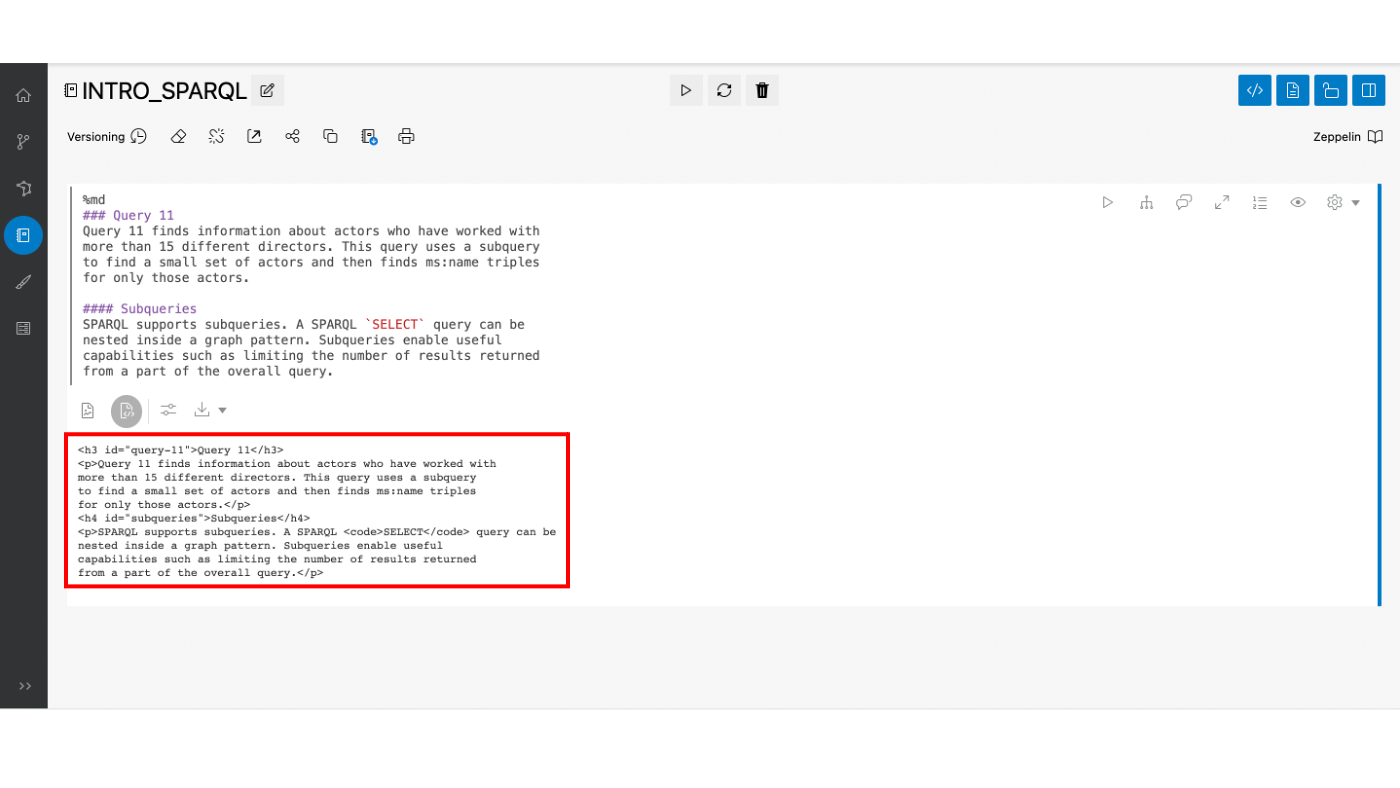 INTRO_SPARQL
Versioning
Zeppelin
%md
### Query 11
Query 11 finds information about actors who have worked with
more than 15 different directors. This query uses a subquery
to find a small set of actors and then finds ms:name triples
for only those actors.
#### Subqueries
SPARQL supports subqueries. A SPARQL `SELECT` query can be
nested inside a graph pattern. Subqueries enable useful
capabilities such as limiting the number of results returned
from a part of the overall query.
<h3 id="query-11">Query 11</h3>
<p>Query 11 finds information about actors who have worked with
more than 15 different directors. This query uses a subquery
to find a small set of actors and then finds ms:name triples
for only those actors.</p>
<h4 id="subqueries">Subqueries</h4>
<p>SPARQL supports subqueries. A SPARQL <code>SELECT</code> query can be
nested inside a graph pattern. Subqueries enable useful
capabilities such as limiting the number of results returned
from a part of the overall query.</p>